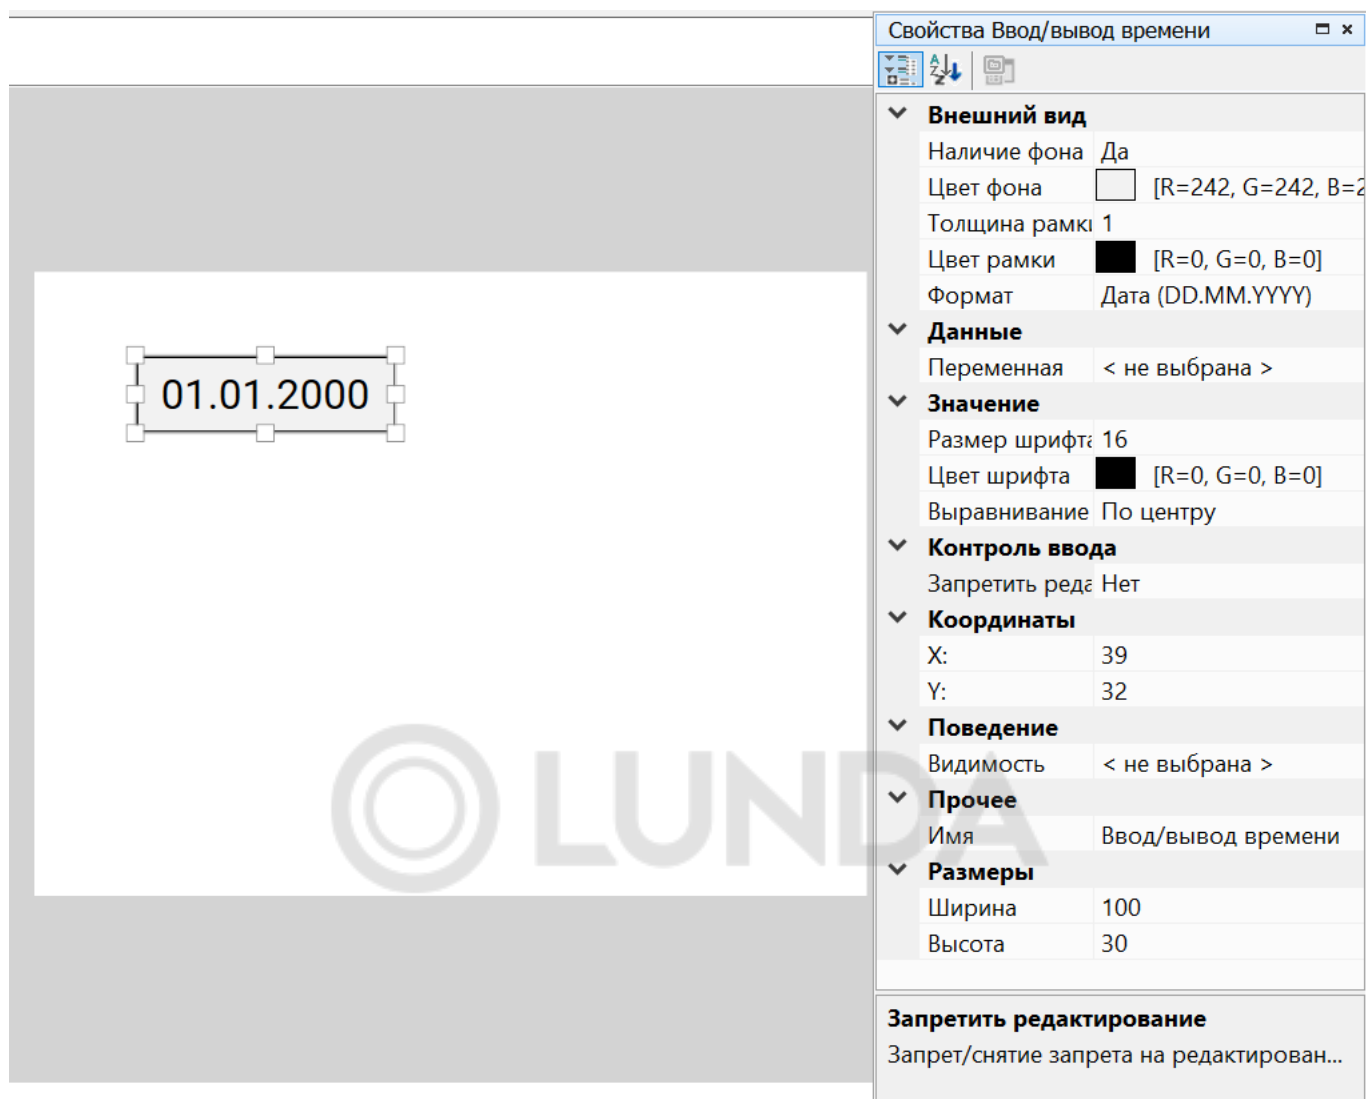 Свойства Ввод/вывод времени
Внешний вид
Наличие фона Да
Цвет фона [R=242, G=242, B=2
Толщина рамк 1
Цвет рамки [R=0, G=0, B=0]
Формат Дата (DD.MM.YYYY)
Данные
Переменная < не выбрана >
Значение
Размер шрифта 16
Цвет шрифта [R=0, G=0, B=0]
Выравнивание По центру
Контроль ввода
Запретить реда Нет
Координаты
X: 39
Y: 32
Поведение
Видимость < не выбрана >
Прочее
Имя Ввод/вывод времени
Размеры
Ширина 100
Высота 30
Запретить редактирование
Запрет/снятие запрета на редактирован...
01.01.2000
LUNDA